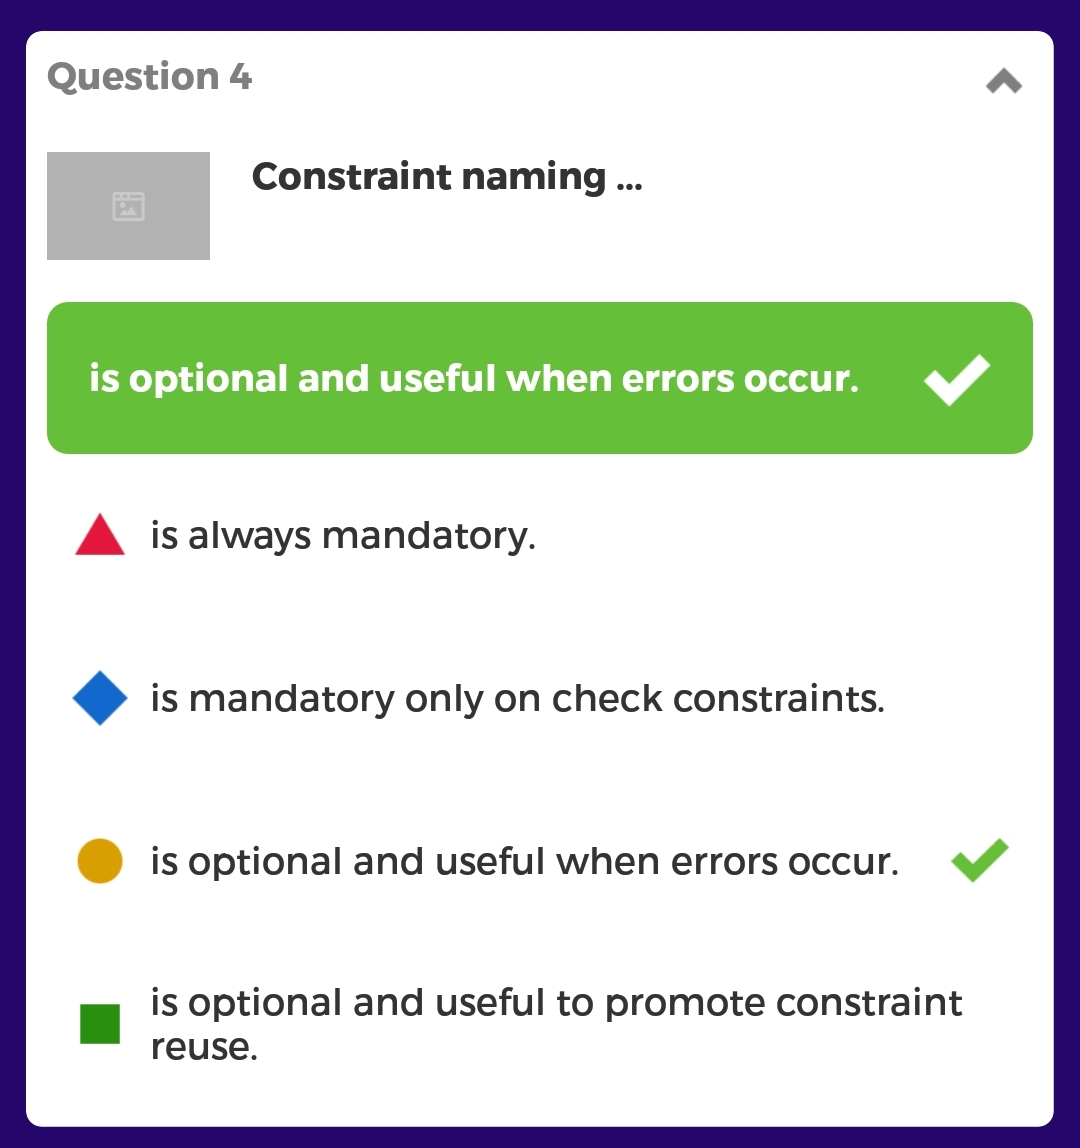 Question 4
Constraint naming ...
is optional and useful when errors occur.
is always mandatory.
is mandatory only on check constraints.
is optional and useful when errors occur.
is optional and useful to promote constraint
reuse.